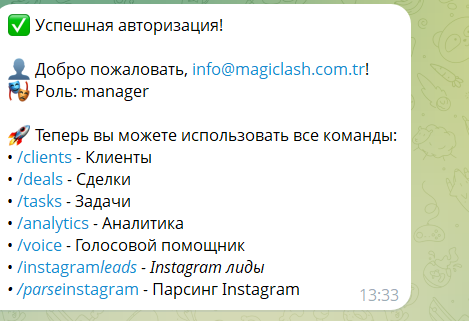 ✅ Успешная авторизация!
👤 Добро пожаловать, info@magiclash.com.tr!
🎭 Роль: manager
🚀 Теперь вы можете использовать все команды:
• /clients - Клиенты
• /deals - Сделки
• /tasks - Задачи
• /analytics - Аналитика
• /voice - Голосовой помощник
• /instagramleads - Instagram лиды
• /parseinstagram - Парсинг Instagram
13:33